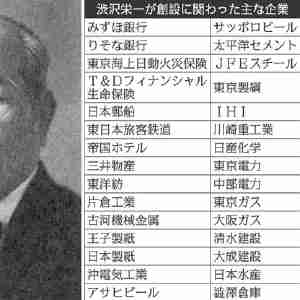 渋沢栄一が創設に関わった主な企業
みずほ銀行
りそな銀行
東京海上日動火災保険
T＆Dフィナンシャル
生命保険
日本郵船
東日本旅客鉄道
帝国ホテル
三井物産
東洋紡
片倉工業
古河機械金属
王子製紙
日本製紙
沖電気工業
アサヒビール
サッポロビール
太平洋セメント
JFEスチール
東京製綱
IHI
川崎重工業
日産化学
東京電力
中部電力
東京ガス
大阪ガス
清水建設
大成建設
日本水産
澁澤倉庫